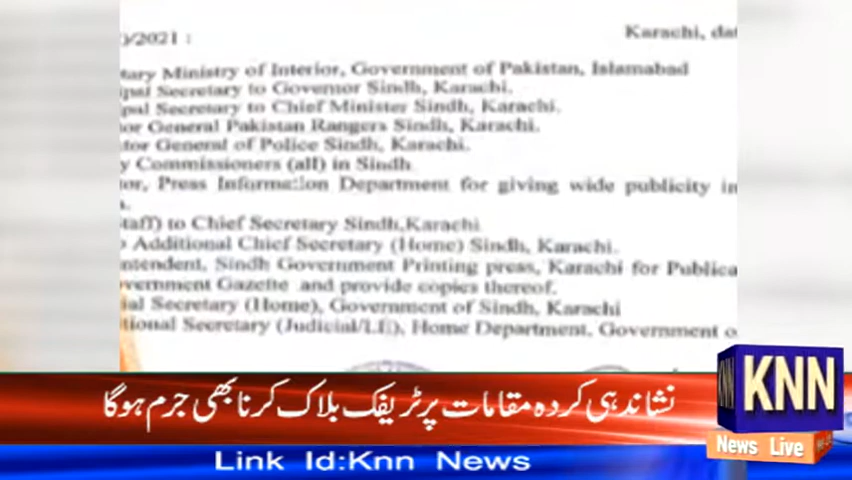 )/2021 :
Karachi, dat
tary Ministry of Interior, Government of Pakistan, Islamabad
ipal Secretary to Governor Sindh, Karachi.
ipal Secretary to Chief Minister Sindh, Karachi.
or General Pakistan Rangers Sindh, Karachi.
tor General of Police Sindh, Karachi.
y Commissioners (all) in Sindh
or, Press Information Department for giving wide publicity in
.
taff) to Chief Secretary Sindh,Karachi
Additional Chief Secretary (Home) Sindh, Karachi.
ntendent, Sindh Government Printing press, Karachi for Publica
vernment Gazette and provide copies thereof.
ial Secretary (Home), Government of Sindh, Karachi
tional Secretary (Judicial/ Home Department, Government o
نشاندہی کردہ مقامات پر ٹریفک بلاک کرنا بھی جرم ہوگا
KNN
KNN
News Live
Link Id:Knn News